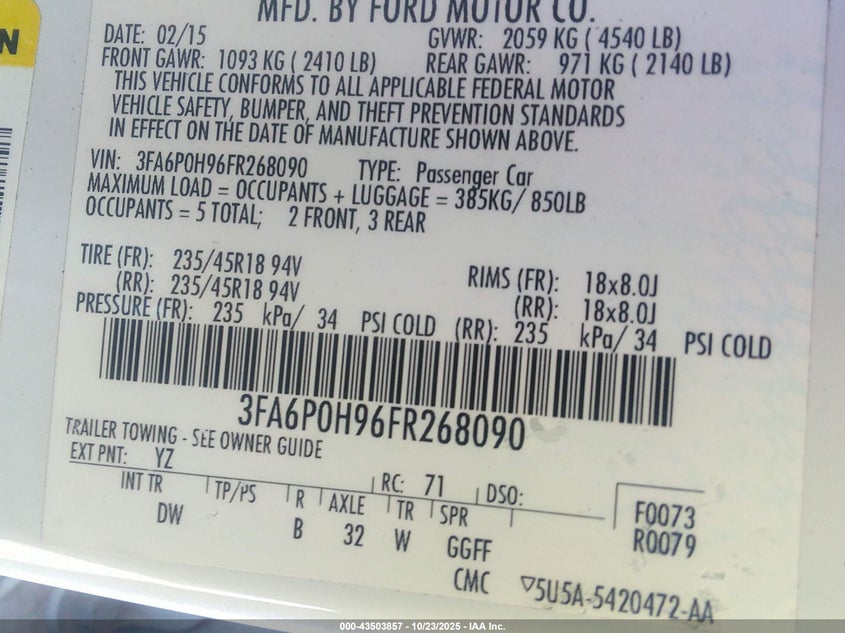 MFD. BY FORD MOTOR CO.
N
DATE: 02/15 GVWR: 2059 KG ( 4540 LB)
FRONT GAWR: 1093 KG ( 2410 LB) REAR GAWR: 971 KG ( 2140 LB)
THIS VEHICLE CONFORMS TO ALL APPLICABLE FEDERAL MOTOR
VEHICLE SAFETY, BUMPER, AND THEFT PREVENTION STANDARDS
IN EFFECT ON THE DATE OF MANUFACTURE SHOWN ABOVE.
VIN: 3FA6P0H96FR268090 TYPE: Passenger Car
MAXIMUM LOAD = OCCUPANTS + LUGGAGE = 385KG/ 850LB
OCCUPANTS = 5 TOTAL; 2 FRONT, 3 REAR
TIRE (FR): 235/45R18 94V RIMS (FR): 18x8.0J
(RR): 235/45R18 94V (RR): 18x8.0J
PRESSURE (FR): 235 kPa/ 34 PSI COLD (RR): 235 kPa/ 34 PSI COLD
3FA6P0H96FR268090
TRAILER TOWING - SEE OWNER GUIDE
EXT PNT: YZ RC: 71 DSO:
INT TR TP/PS R AXLE TR SPR F0073
DW B 32 W GGFF R0079
CMC ▽5U5A-5420472-AA
000-43503857 - 10/23/2025 - IAA Inc.